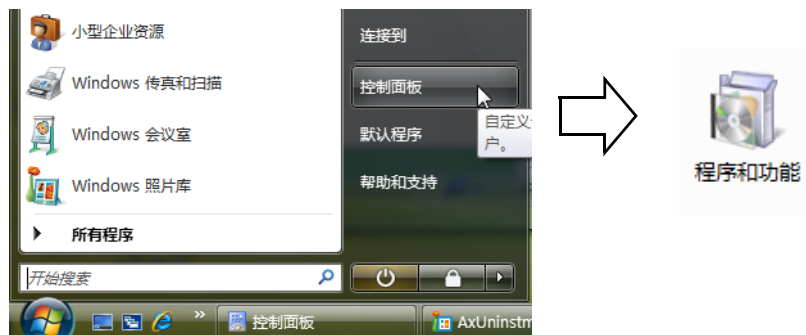 小型企业资源
Windows 传真和扫描
Windows 会议室
Windows 照片库
所有程序
开始搜索
连接到
控制面板
自定义
户。
默认程序
帮助和支持
控制面板
AxUninstm
程序和功能